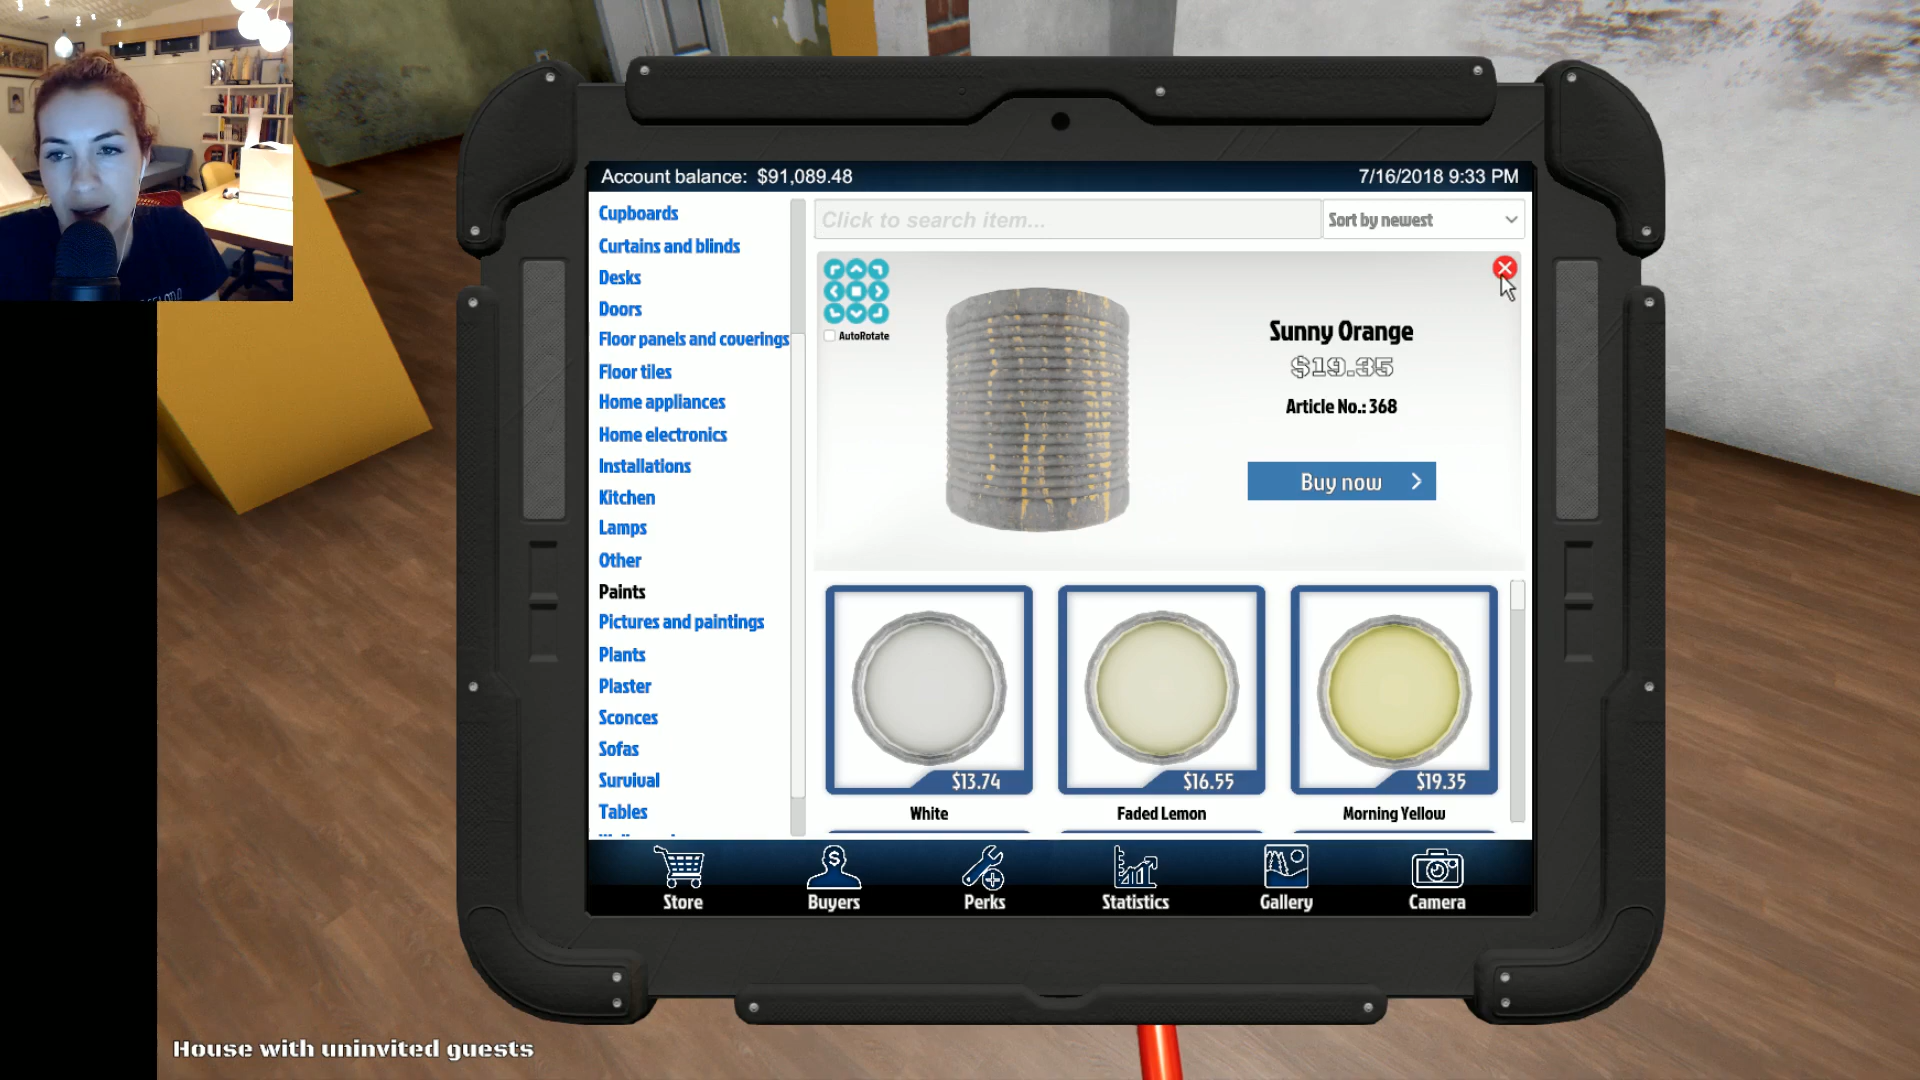 Account balance: $91,089.48
7/16/2018 9:33 PM
Cupboards
Curtains and blinds
Desks
Doors
Floor panels and coverings
Floor tiles
Home appliances
Home electronics
Installations
Kitchen
Lamps
Other
Paints
Pictures and paintings
Plants
Plaster
Sconces
Sofas
Survival
Tables
Click to search item...
Sort by newest
AutoRotate
Sunny Orange
$19.35
Article No.: 368
Buy now
$13.74
$16.55
$19.35
White
Faded Lemon
Morning Yellow
Store
Buyers
Perks
Statistics
Gallery
Camera
House with uninvited guests